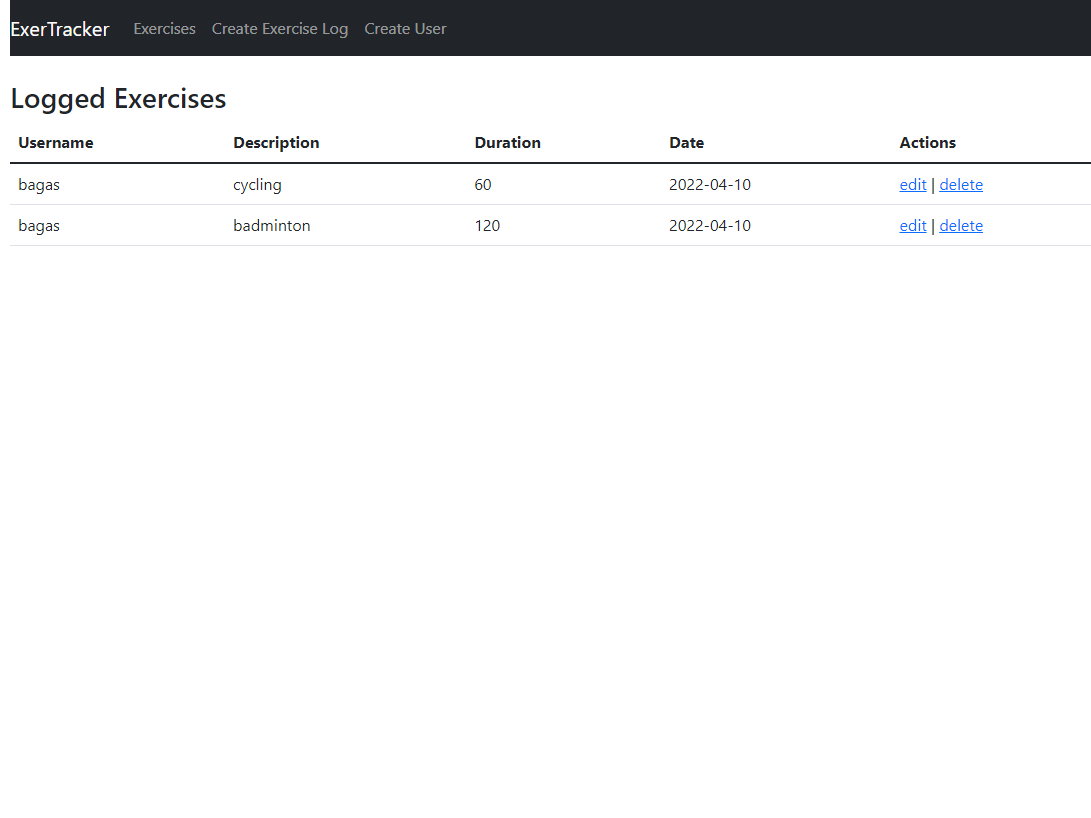 ExerTracker Exercises Create Exercise Log Create User
Logged Exercises
Username Description Duration Date Actions
bagas cycling 60 2022-04-10 edit | delete
bagas badminton 120 2022-04-10 edit | delete